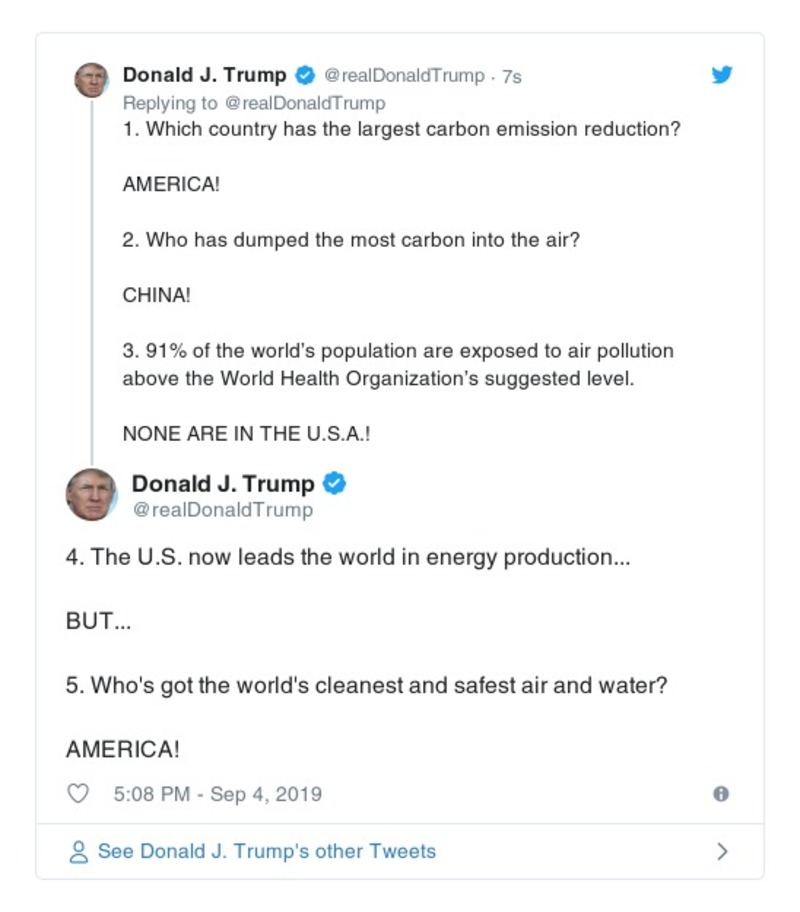 Donald J. Trump @realDonaldTrump · 7s
Replying to @realDonaldTrump
1. Which country has the largest carbon emission reduction?
AMERICA!
2. Who has dumped the most carbon into the air?
CHINA!
3. 91% of the world’s population are exposed to air pollution
above the World Health Organization’s suggested level.
NONE ARE IN THE U.S.A.!
Donald J. Trump
@realDonaldTrump
4. The U.S. now leads the world in energy production...
BUT...
5. Who's got the world's cleanest and safest air and water?
AMERICA!
5:08 PM - Sep 4, 2019
See Donald J. Trump's other Tweets